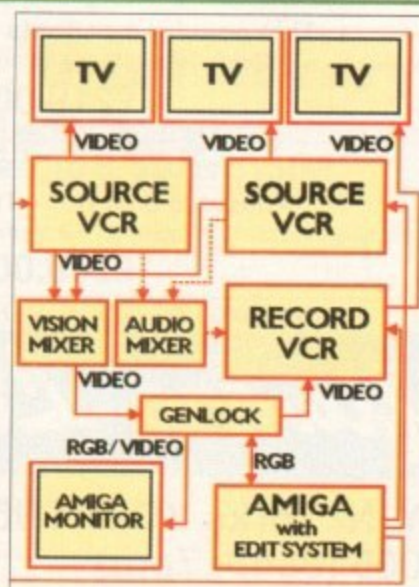 TV
TV
TV
VIDEO
VIDEO
VIDEO
SOURCE
VCR
SOURCE
VCR
VIDEO
VISION
MIXER
AUDIO
MIXER
RECORD
VCR
VIDEO
VIDEO
GENLOCK
RGB/VIDEO
RGB
AMIGA
MONITOR
AMIGA
with
EDIT SYSTEM